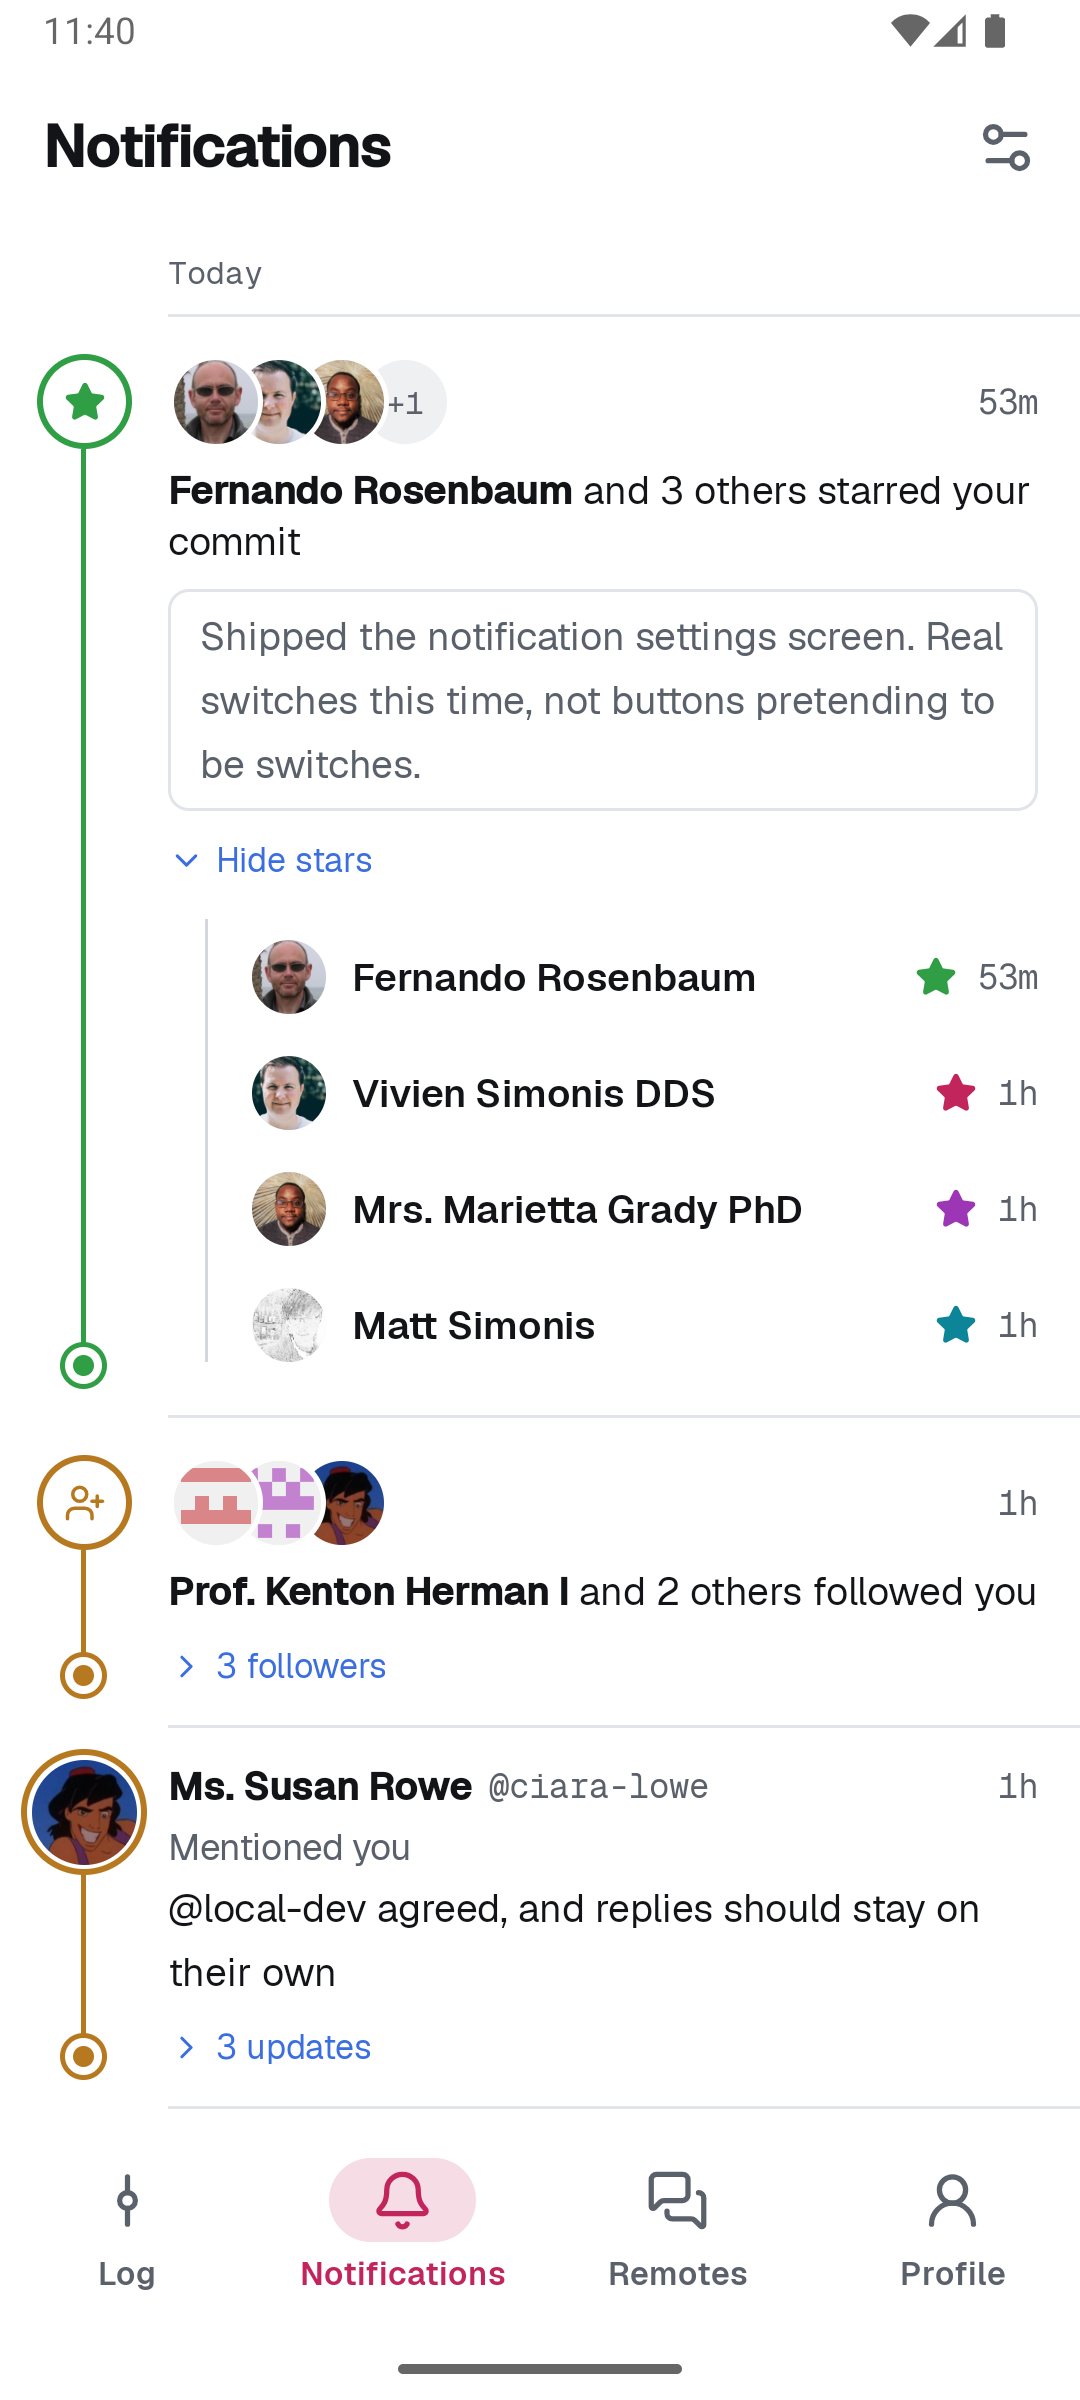 11:40
Notifications
Today
+1
53m
Fernando Rosenbaum and 3 others starred your
commit
Shipped the notification settings screen. Real
switches this time, not buttons pretending to
be switches.
Hide stars
Fernando Rosenbaum 53m
Vivien Simonis DDS 1h
Mrs. Marietta Grady PhD 1h
Matt Simonis 1h
1h
Prof. Kenton Herman I and 2 others followed you
3 followers
Ms. Susan Rowe @ciara-lowe 1h
Mentioned you
@local-dev agreed, and replies should stay on
their own
3 updates
Log
Notifications
Remotes
Profile